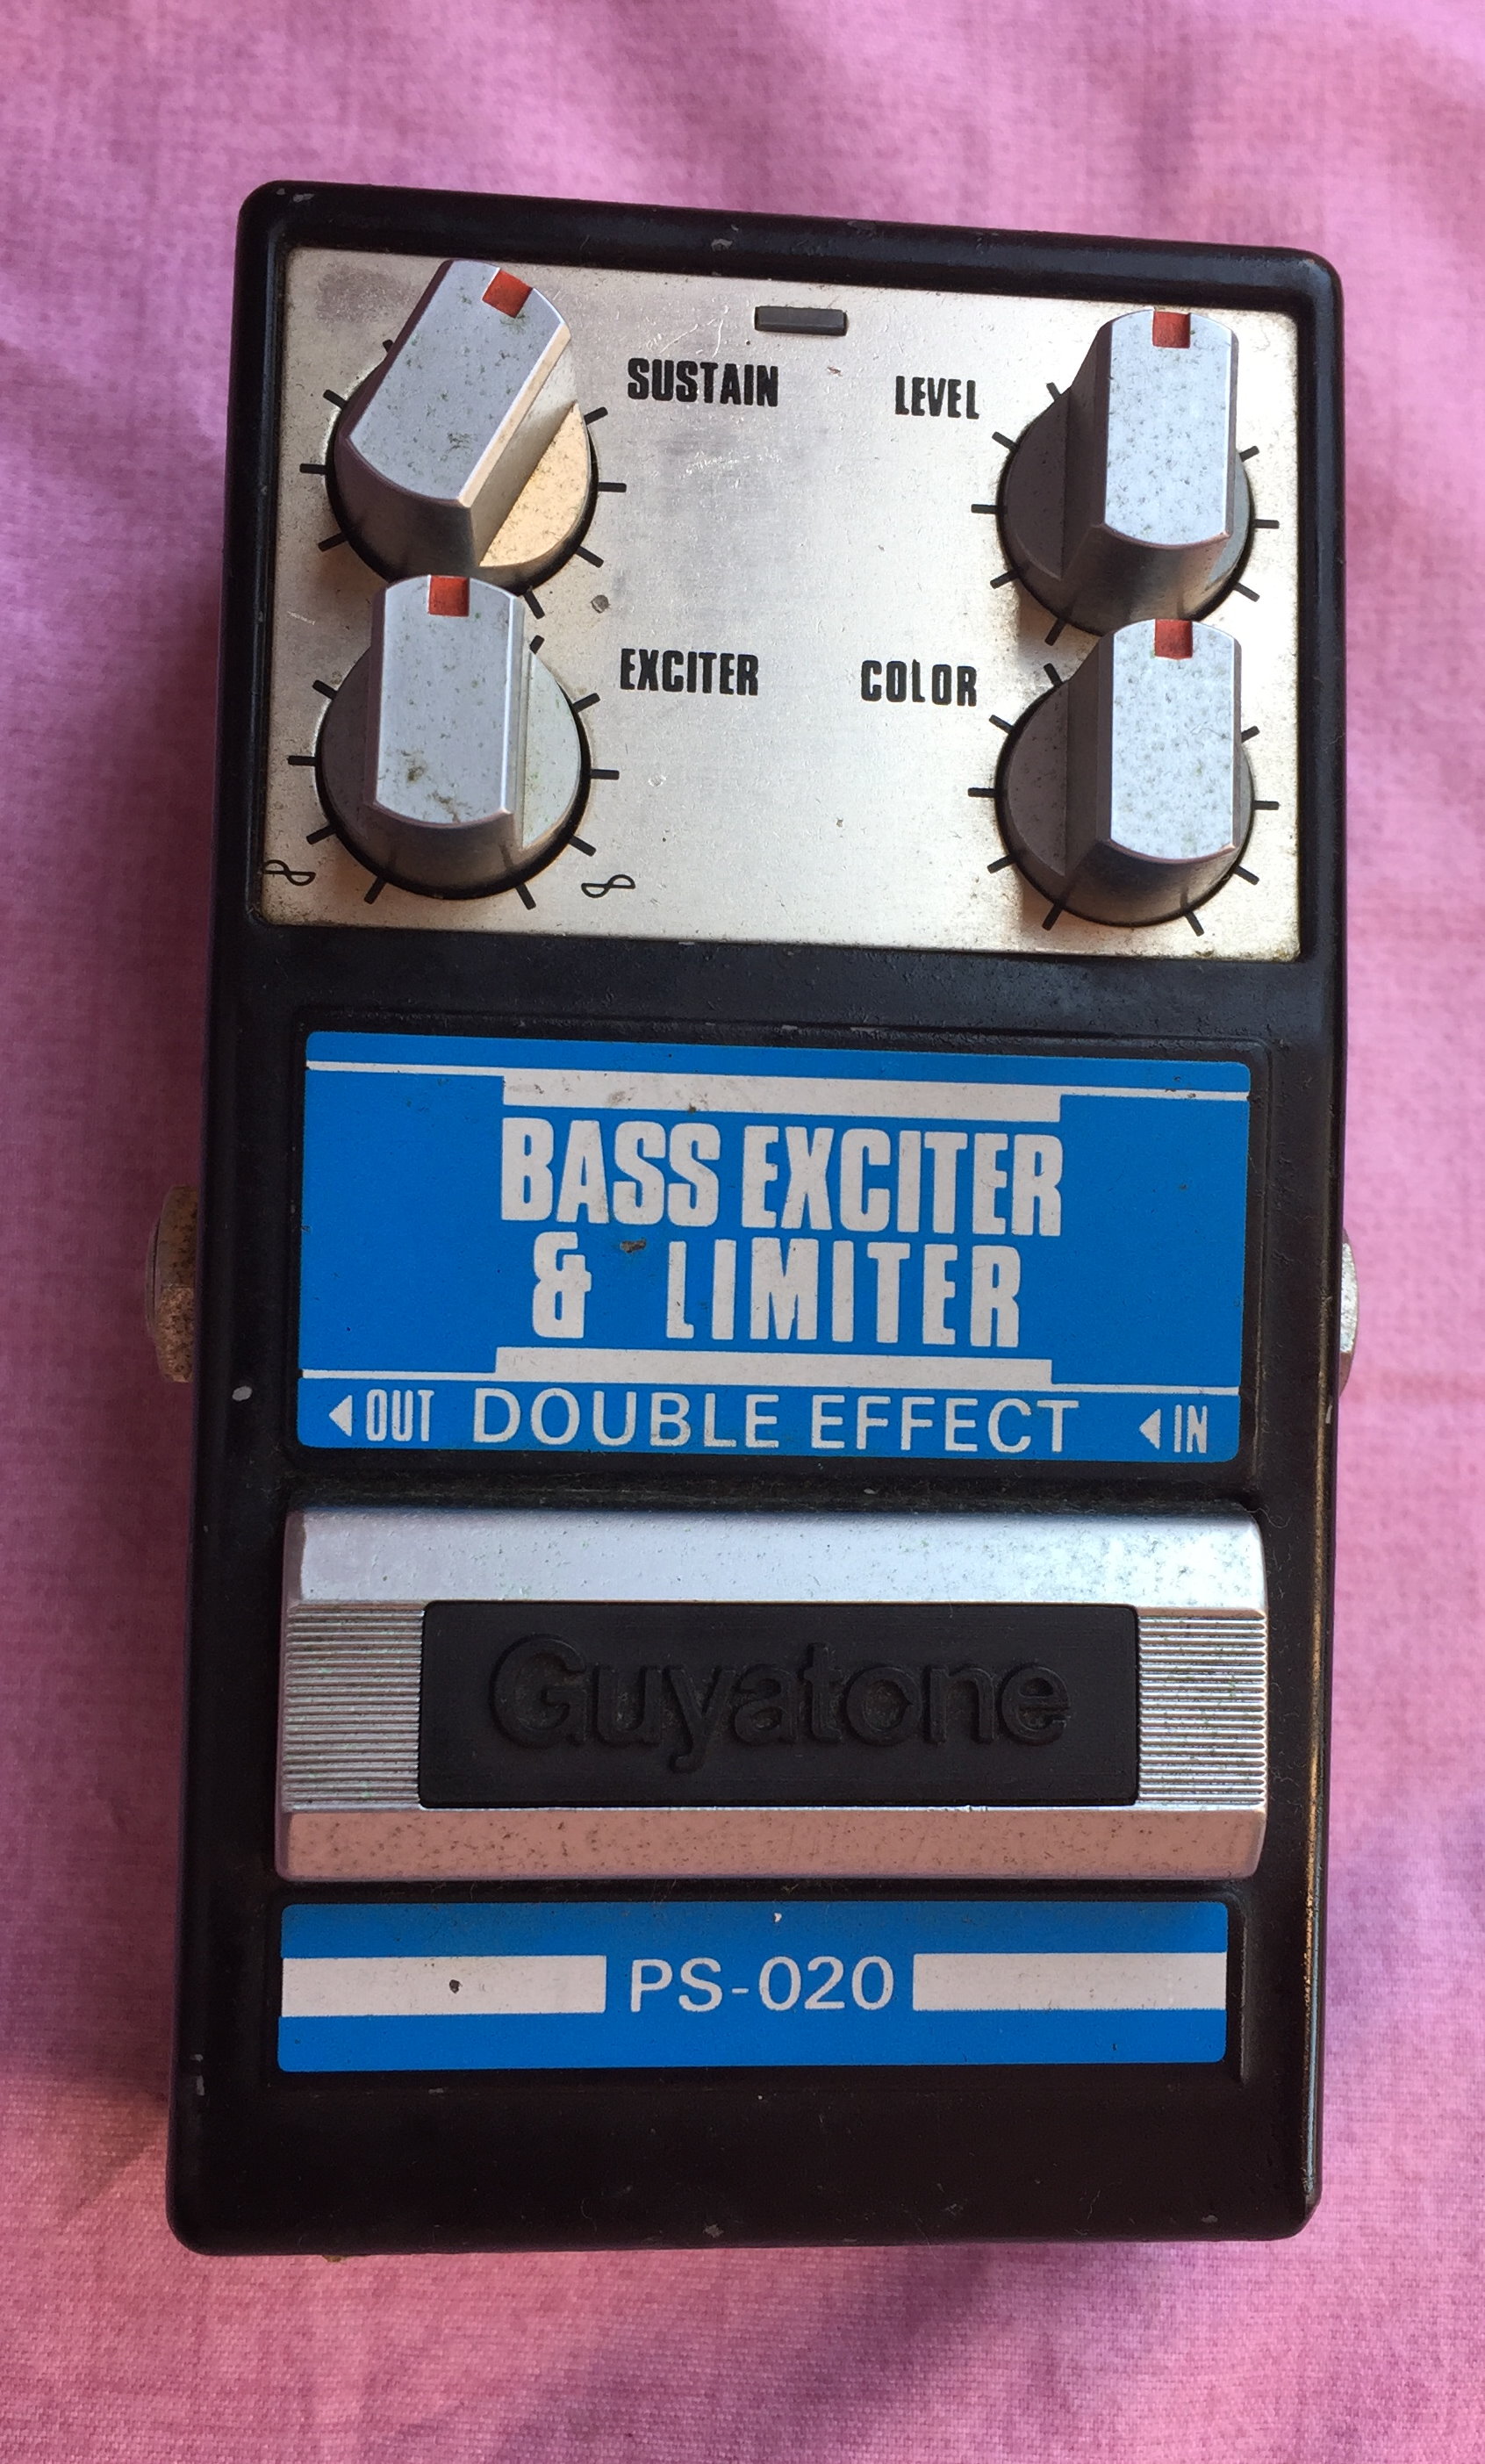 SUSTAIN LEVEL
EXCITER COLOR
∞ ∞
BASS EXCITER
& LIMITER
◀OUT DOUBLE EFFECT ◀IN
Guyatone
PS-020